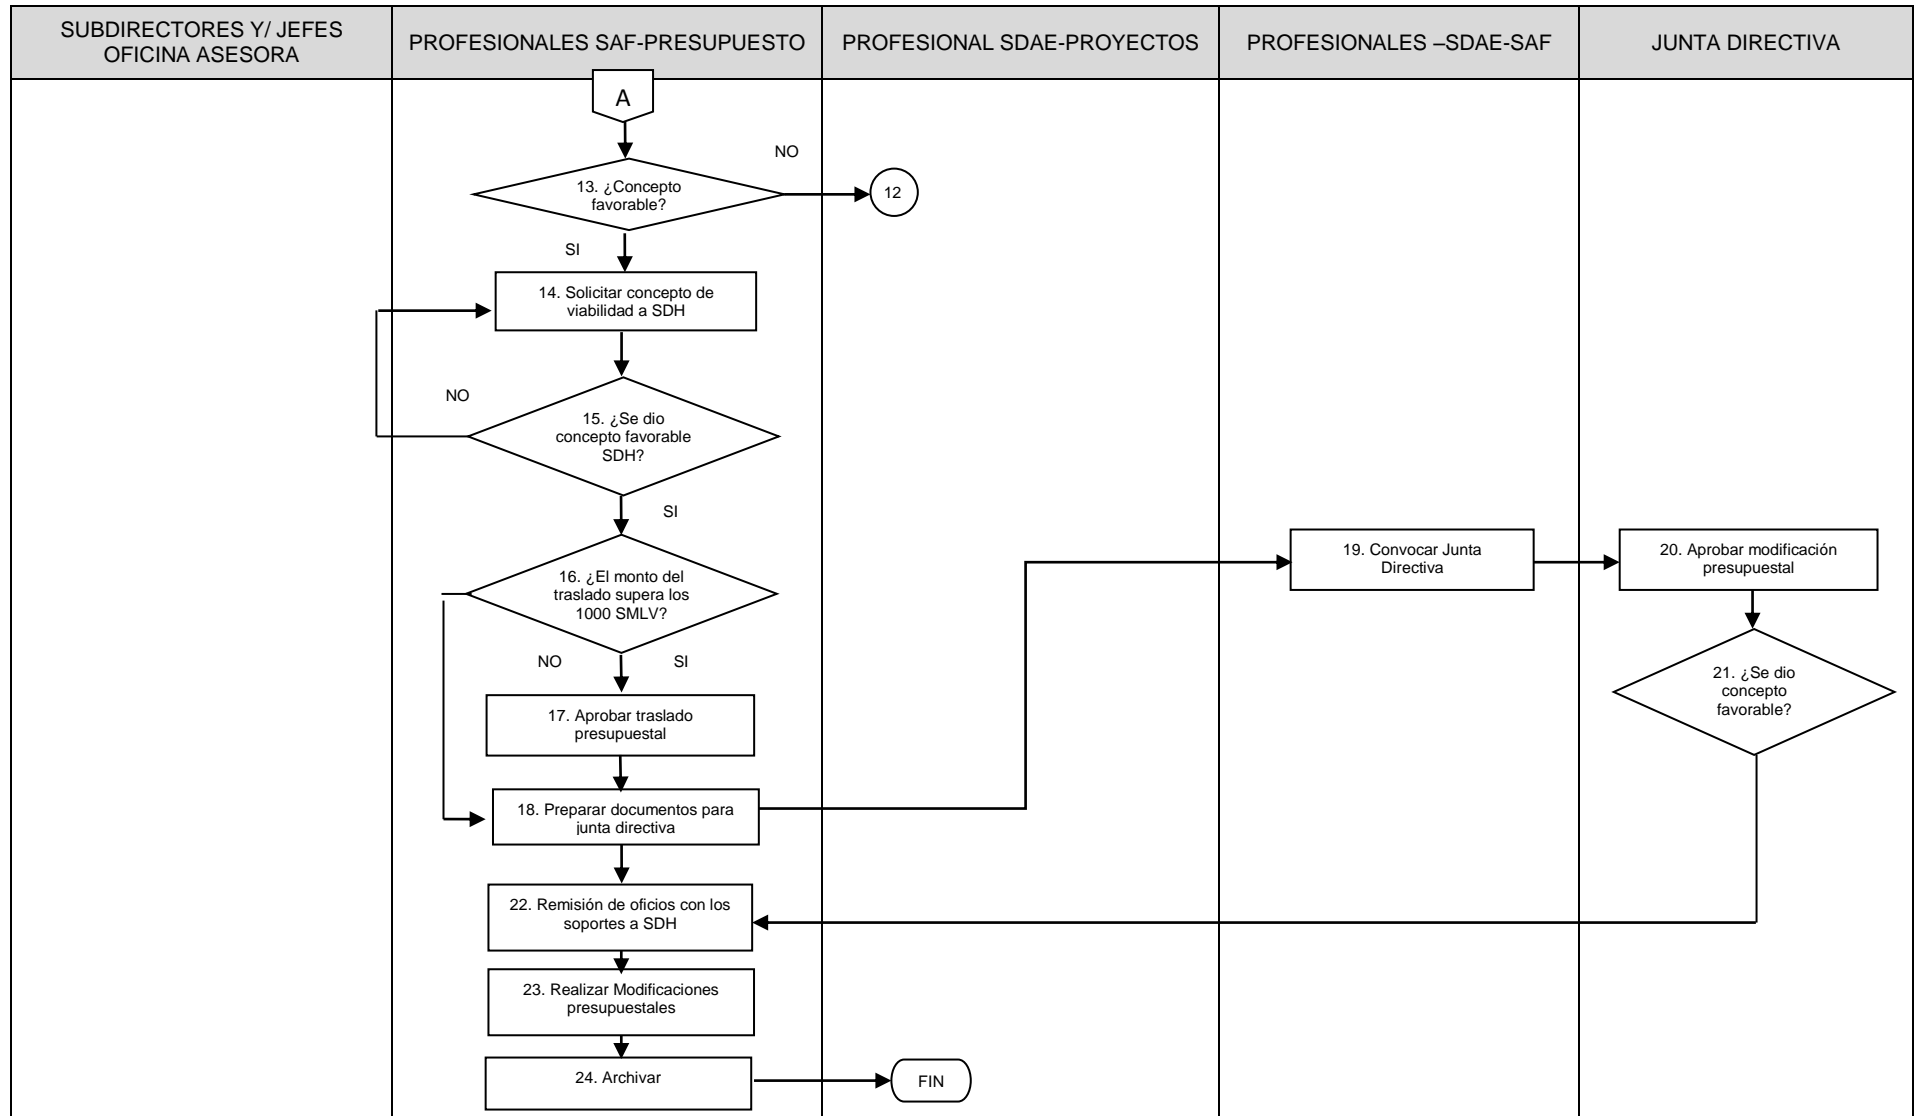 SUBDIRECTORES Y/ JEFES
OFICINA ASESORA
PROFESIONALES SAF-PRESUPUESTO
PROFESIONAL SDAE-PROYECTOS
PROFESIONALES –SDAE-SAF
JUNTA DIRECTIVA
A
NO
13. ¿Concepto
favorable?
12
SI
14. Solicitar concepto de
viabilidad a SDH
NO
15. ¿Se dio
concepto favorable
SDH?
SI
16. ¿El monto del
traslado supera los
1000 SMLV?
19. Convocar Junta
Directiva
20. Aprobar modificación
presupuestal
NO
SI
21. ¿Se dio
concepto
favorable?
17. Aprobar traslado
presupuestal
18. Preparar documentos para
junta directiva
22. Remisión de oficios con los
soportes a SDH
23. Realizar Modificaciones
presupuestales
24. Archivar
FIN